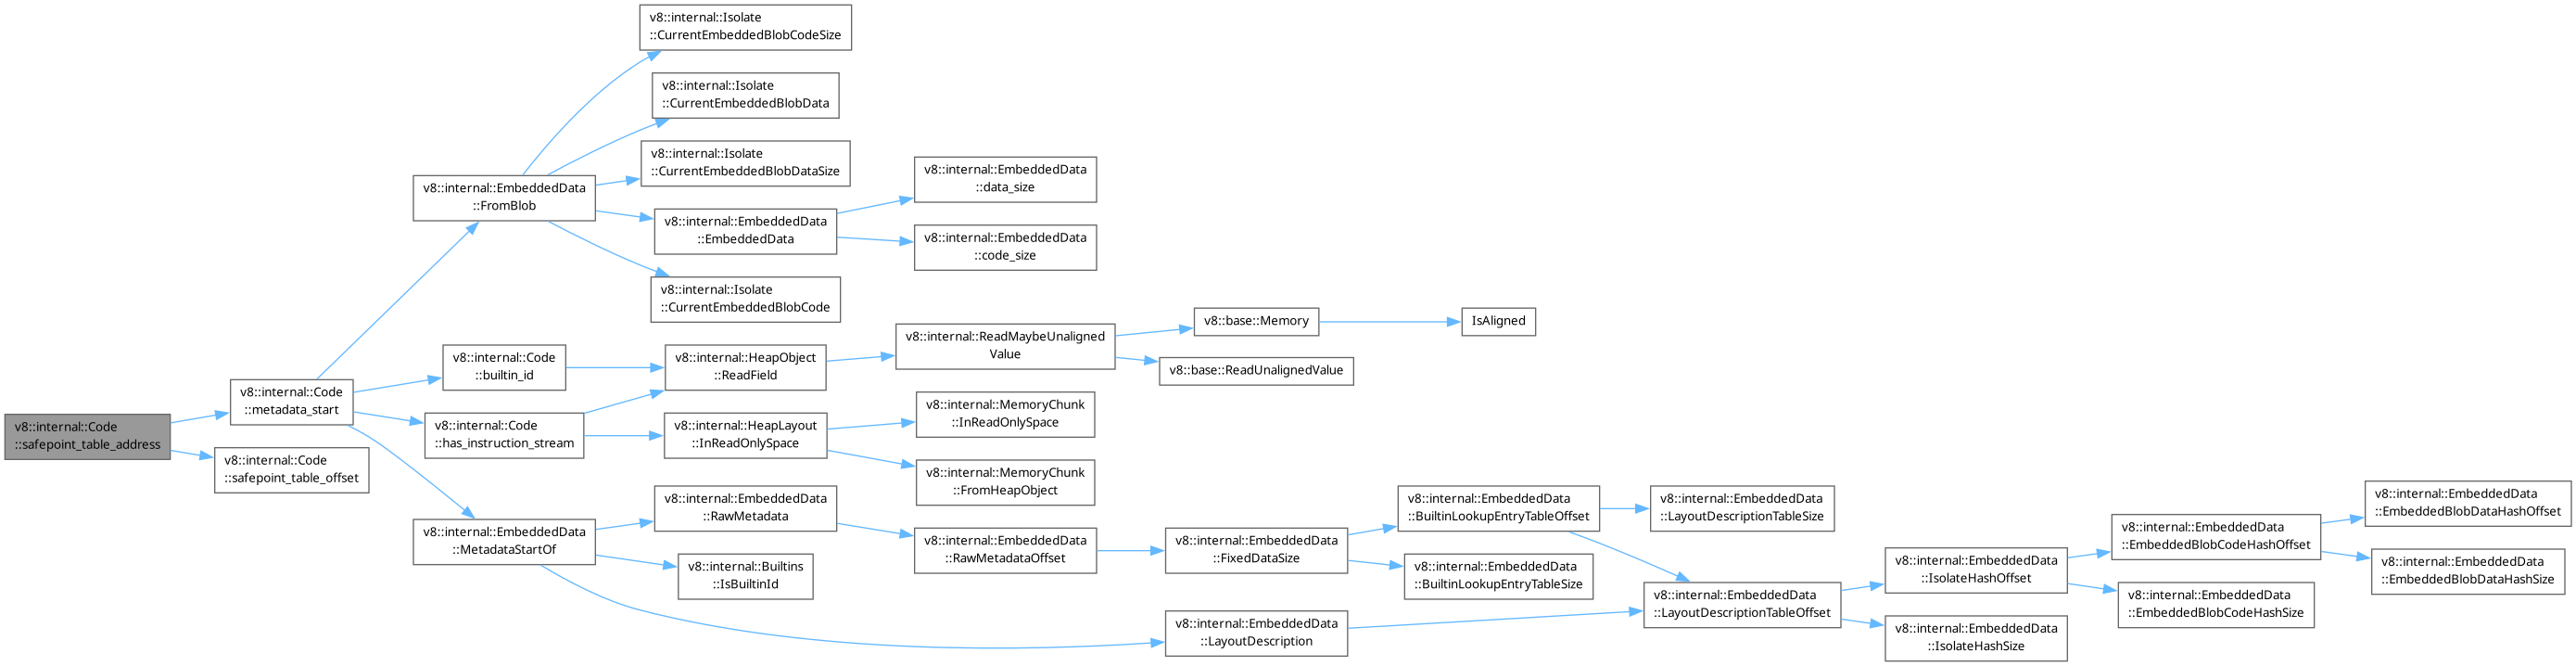 v8::internal::Code
::safepoint_table_address
v8::internal::Code
::metadata_start
v8::internal::Code
::safepoint_table_offset
v8::internal::EmbeddedData
::FromBlob
v8::internal::Code
::builtin_id
v8::internal::Code
::has_instruction_stream
v8::internal::EmbeddedData
::MetadataStartOf
v8::internal::Isolate
::CurrentEmbeddedBlobCodeSize
v8::internal::Isolate
::CurrentEmbeddedBlobData
v8::internal::Isolate
::CurrentEmbeddedBlobDataSize
v8::internal::EmbeddedData
::EmbeddedData
v8::internal::Isolate
::CurrentEmbeddedBlobCode
v8::internal::HeapObject
::ReadField
v8::internal::HeapLayout
::InReadOnlySpace
v8::internal::EmbeddedData
::RawMetadata
v8::internal::Builtins
::IsBuiltinId
v8::internal::EmbeddedData
::data_size
v8::internal::EmbeddedData
::code_size
v8::internal::ReadMaybeUnaligned
Value
v8::internal::MemoryChunk
::InReadOnlySpace
v8::internal::MemoryChunk
::FromHeapObject
v8::internal::EmbeddedData
::RawMetadataOffset
v8::base::Memory
v8::base::ReadUnalignedValue
v8::internal::EmbeddedData
::FixedDataSize
v8::internal::EmbeddedData
::LayoutDescription
IsAligned
v8::internal::EmbeddedData
::BuiltinLookupEntryTableOffset
v8::internal::EmbeddedData
::BuiltinLookupEntryTableSize
v8::internal::EmbeddedData
::LayoutDescriptionTableSize
v8::internal::EmbeddedData
::LayoutDescriptionTableOffset
v8::internal::EmbeddedData
::IsolateHashOffset
v8::internal::EmbeddedData
::IsolateHashSize
v8::internal::EmbeddedData
::EmbeddedBlobCodeHashOffset
v8::internal::EmbeddedData
::EmbeddedBlobCodeHashSize
v8::internal::EmbeddedData
::EmbeddedBlobDataHashOffset
v8::internal::EmbeddedData
::EmbeddedBlobDataHashSize